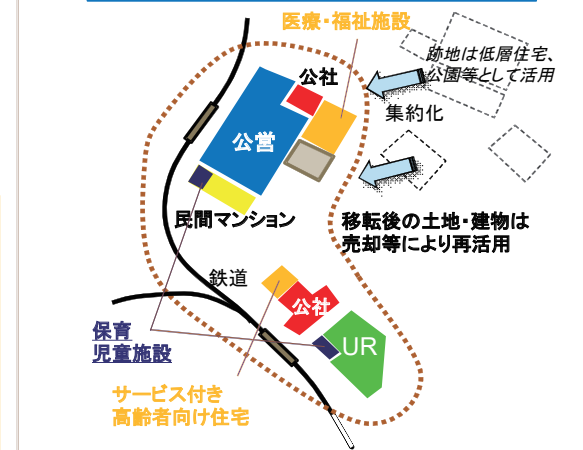 医療・福祉施設
跡地は低層住宅、
公園等として活用
公社
集約化
公営
民間マンション
移転後の土地・建物は
売却等により再活用
鉄道
公社
保育
児童施設
UR
サービス付き
高齢者向け住宅